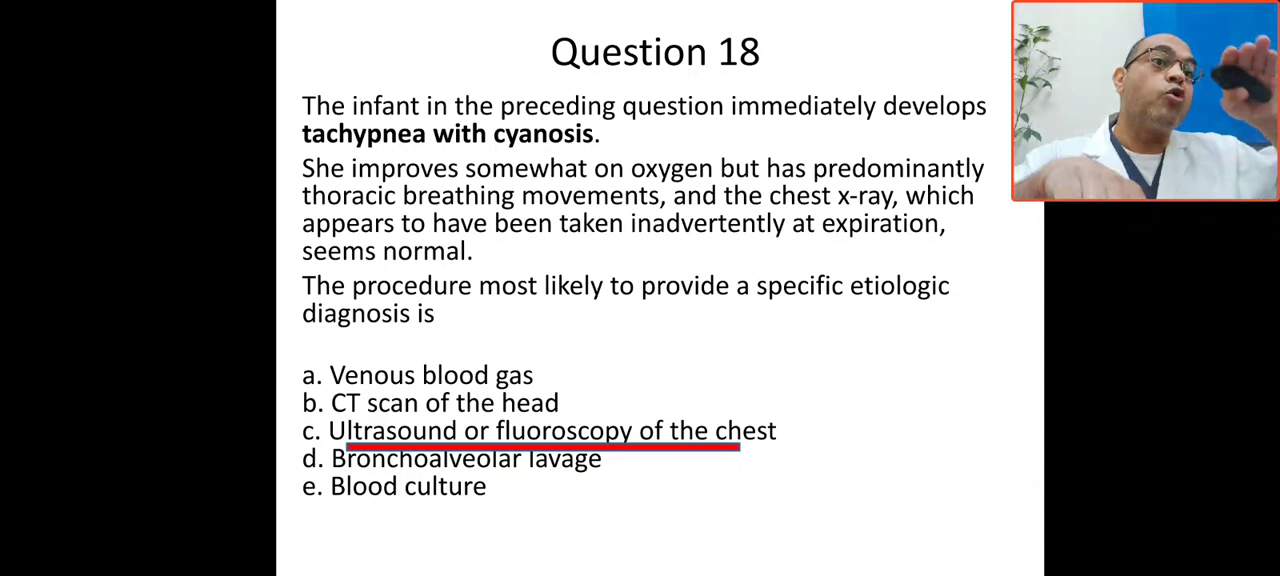 Question 18
The infant in the preceding question immediately develops
tachypnea with cyanosis.
She improves somewhat on oxygen but has predominantly
thoracic breathing movements, and the chest x-ray, which
appears to have been taken inadvertently at expiration,
seems normal.
The procedure most likely to provide a specific etiologic
diagnosis is
a. Venous blood gas
b. CT scan of the head
c. Ultrasound or fluoroscopy of the chest
d. Bronchoalveolar lavage
e. Blood culture